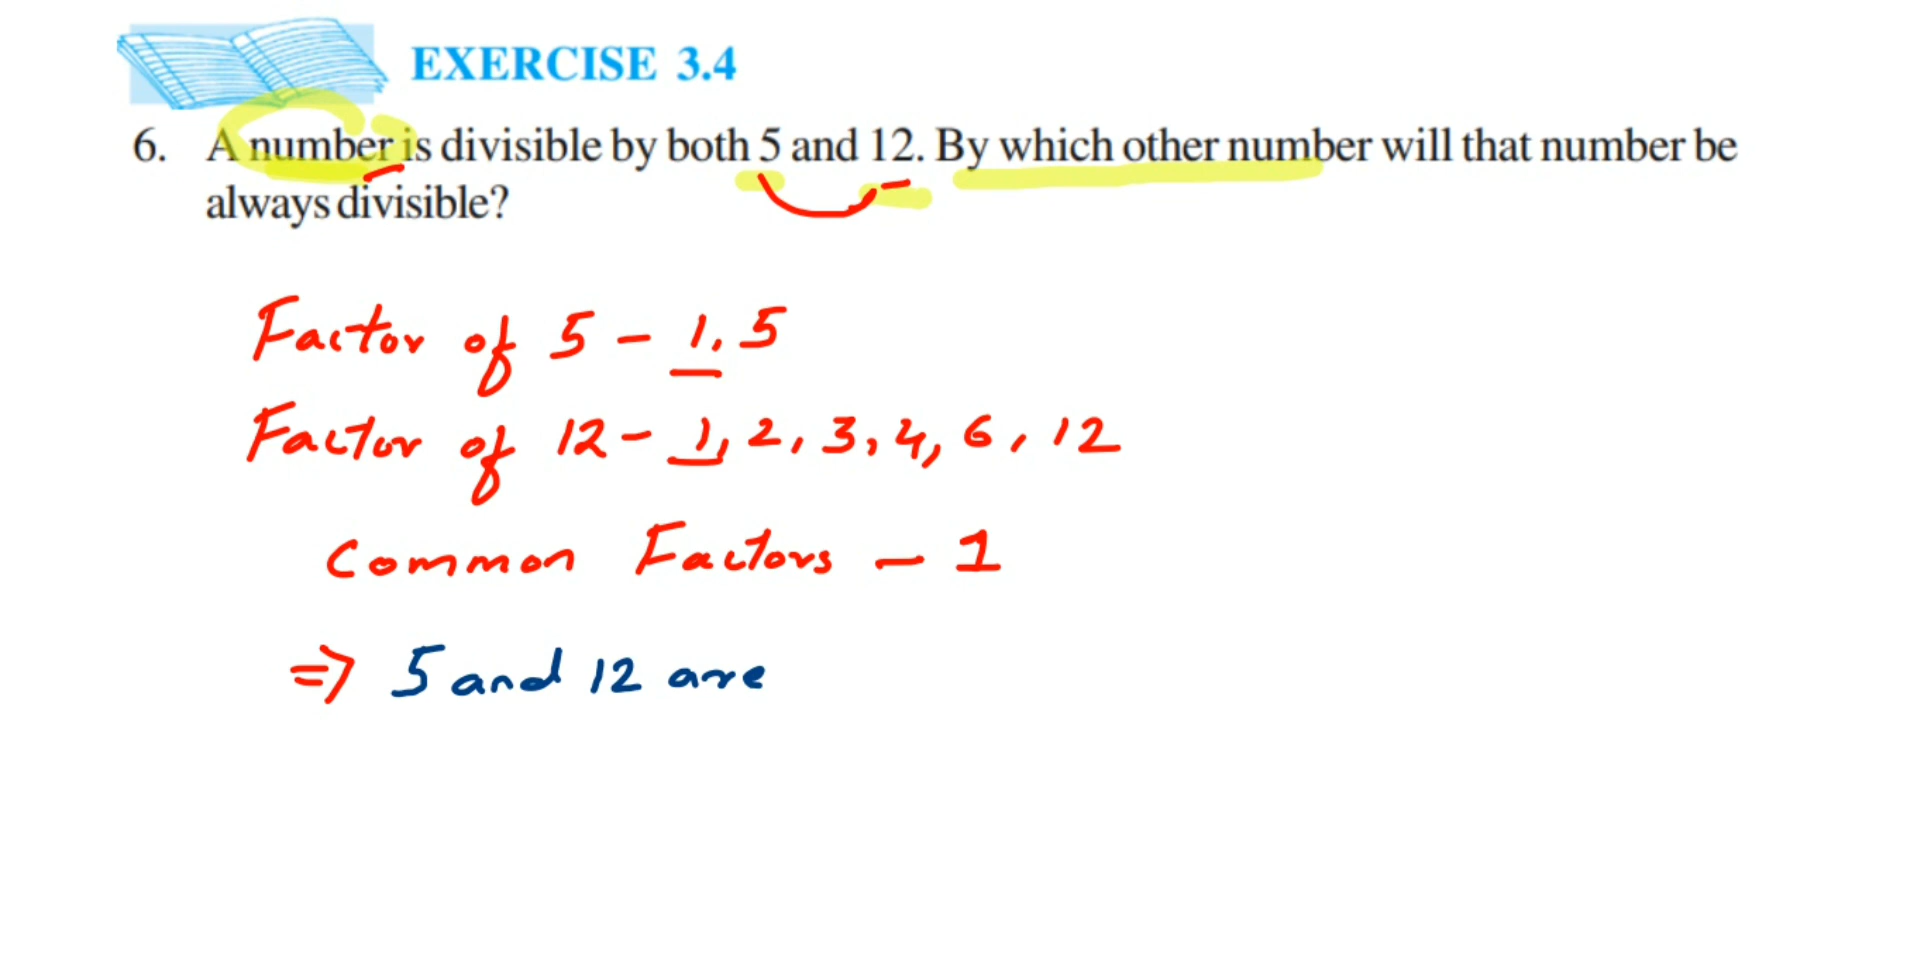 EXERCISE 3.4
6. A number is divisible by both 5 and 12. By which other number will that number be
always divisible?
Factor of 5 - 1, 5
Factor of 12 - 1, 2, 3, 4, 6, 12
Common Factors - 1
⇒ 5 and 12 are